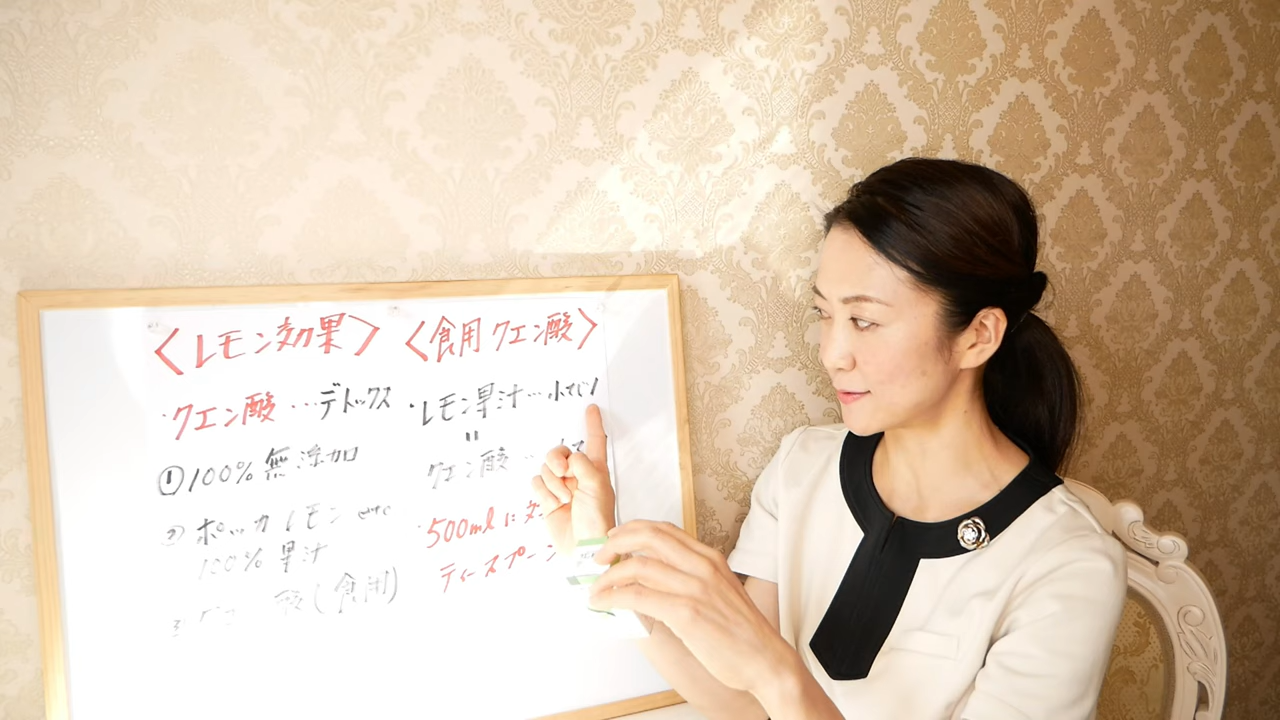 〈レモン効果〉
・クエン酸…デトックス
①100%無添加
②ポッカレモン
100%果汁
酸(食用)
〈食用クエン酸〉
・レモン果汁…小さじ1
〃
クエン酸…
・500mlに対
ティースプーン